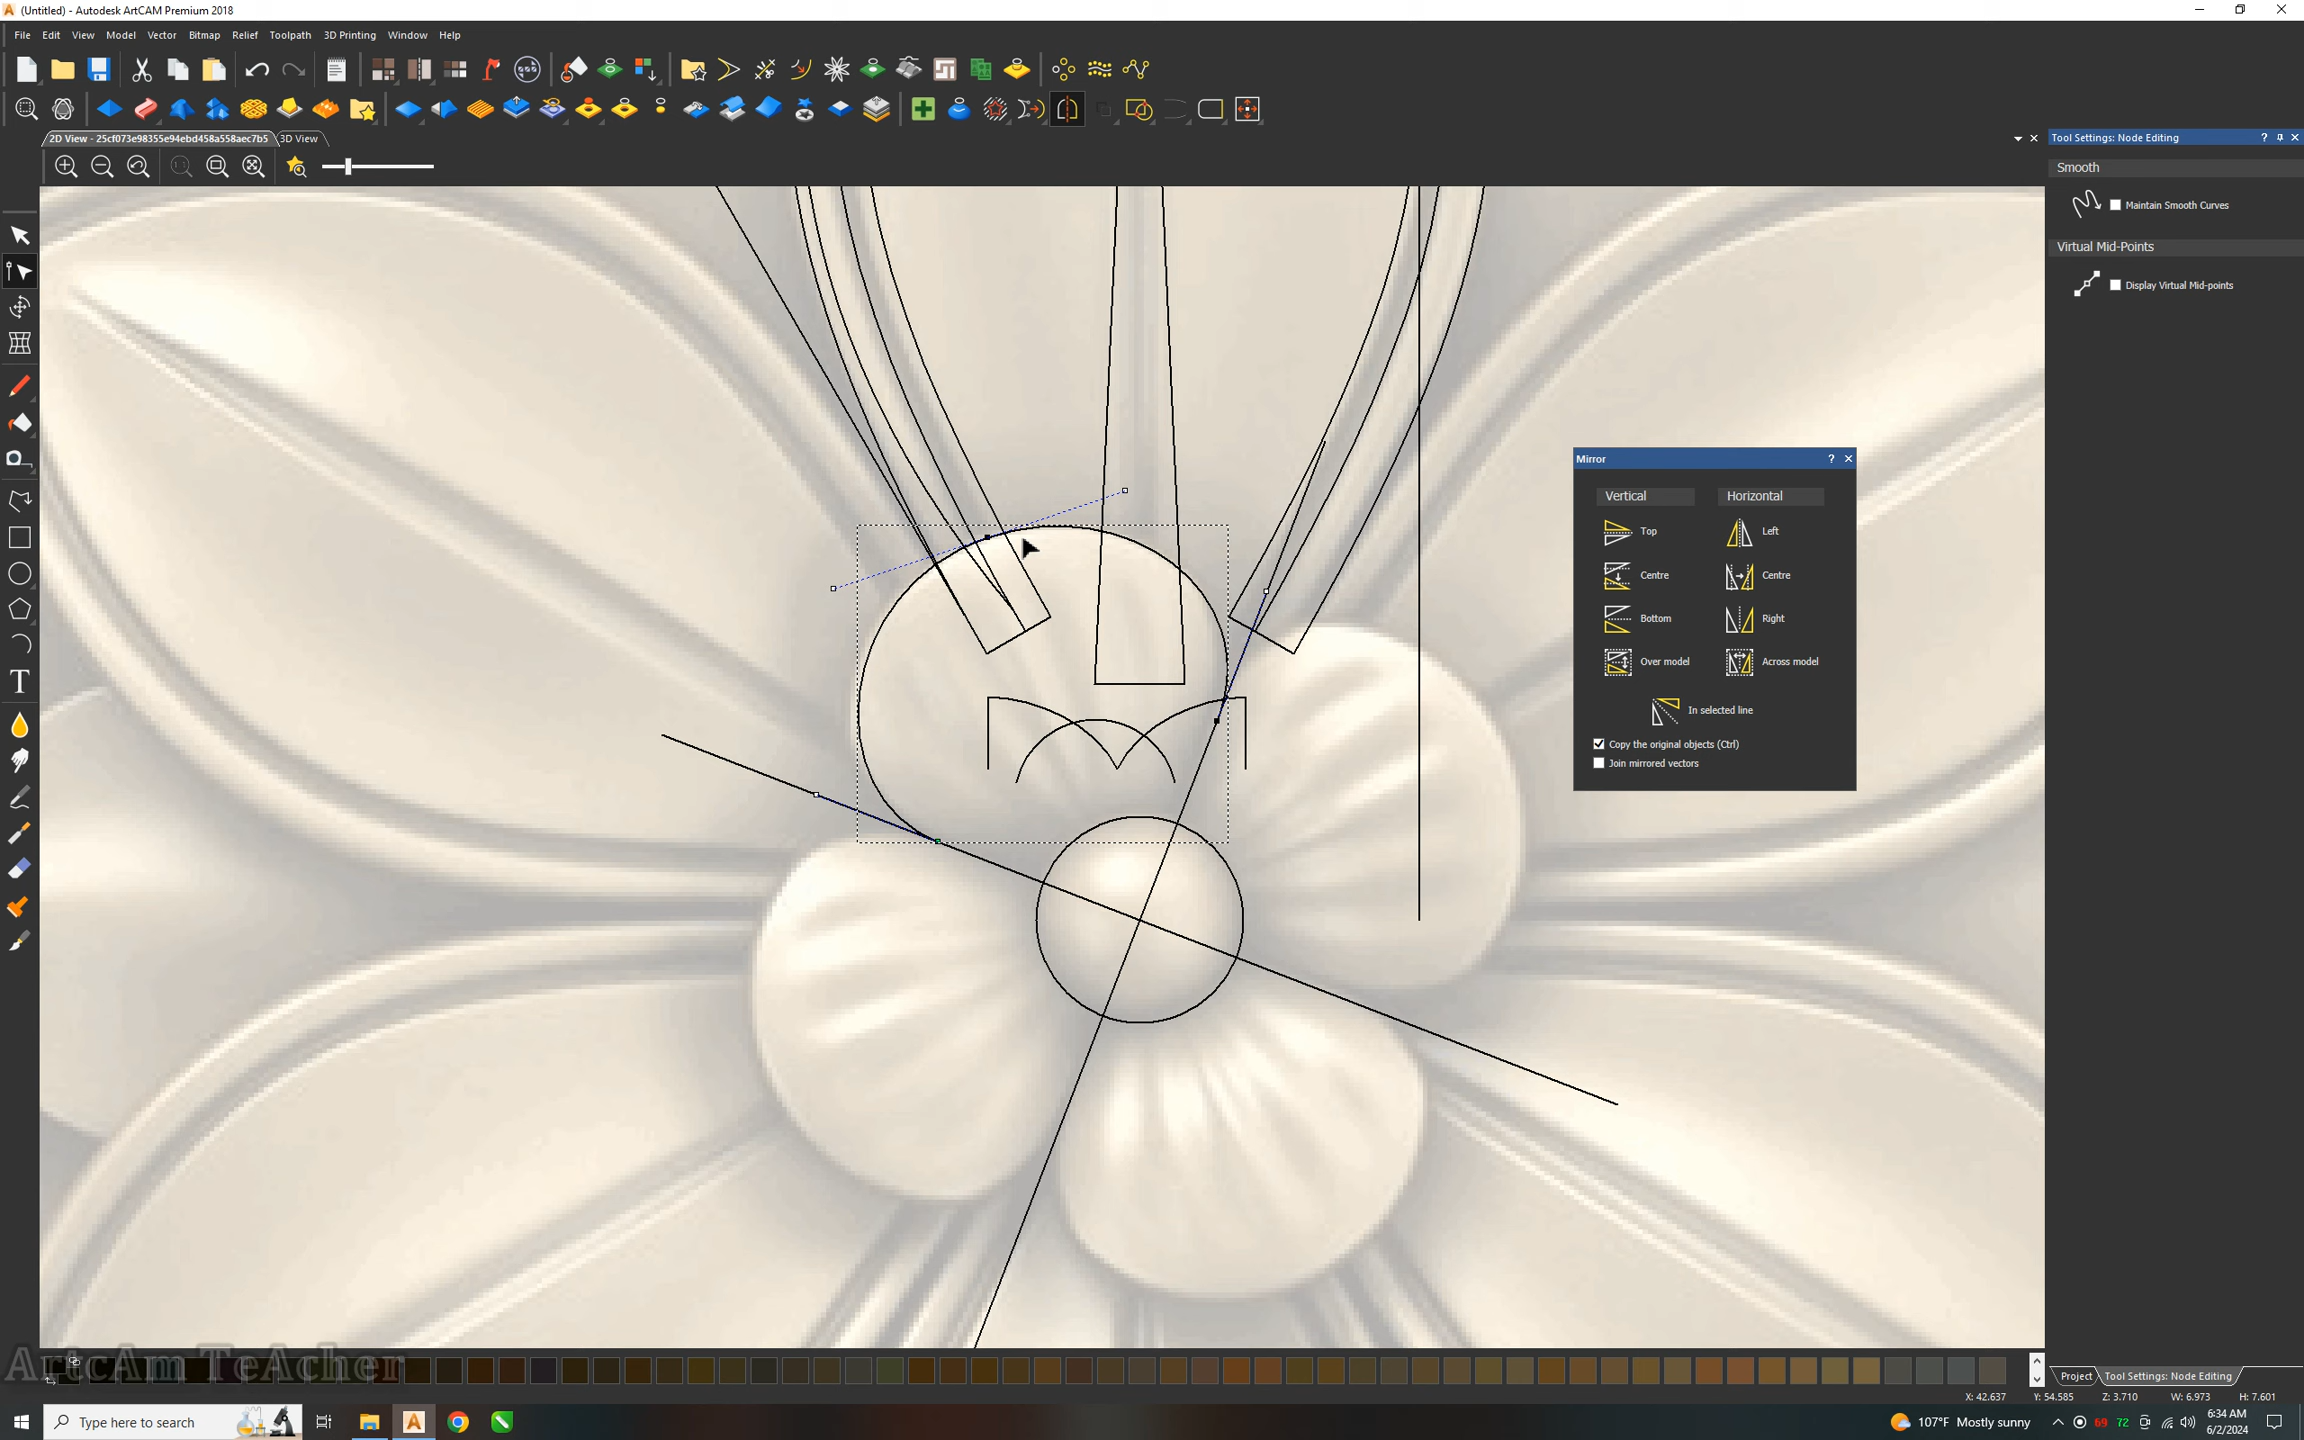 (Untitled) - Autodesk ArtCAM Premium 2018
File Edit View Model Vector Bitmap Relief Toolpath 3D Printing Window Help
2D View - 25cf073e98355e94ebd458a558aec7b5 3D View
Tool Settings: Node Editing
Smooth
Maintain Smooth Curves
Virtual Mid-Points
Display Virtual Mid-points
Mirror
Vertical Horizontal
Top Left
Centre Centre
Bottom Right
Over model Across model
In selected line
Copy the original objects (Ctrl)
Join mirrored vectors
ArtcAm TeAcher
Project Tool Settings: Node Editing
X: 42.637 Y: 54.585 Z: 3.710 W: 6.973 H: 7.601
Type here to search
107°F Mostly sunny
69 72
6:34 AM
6/2/2024